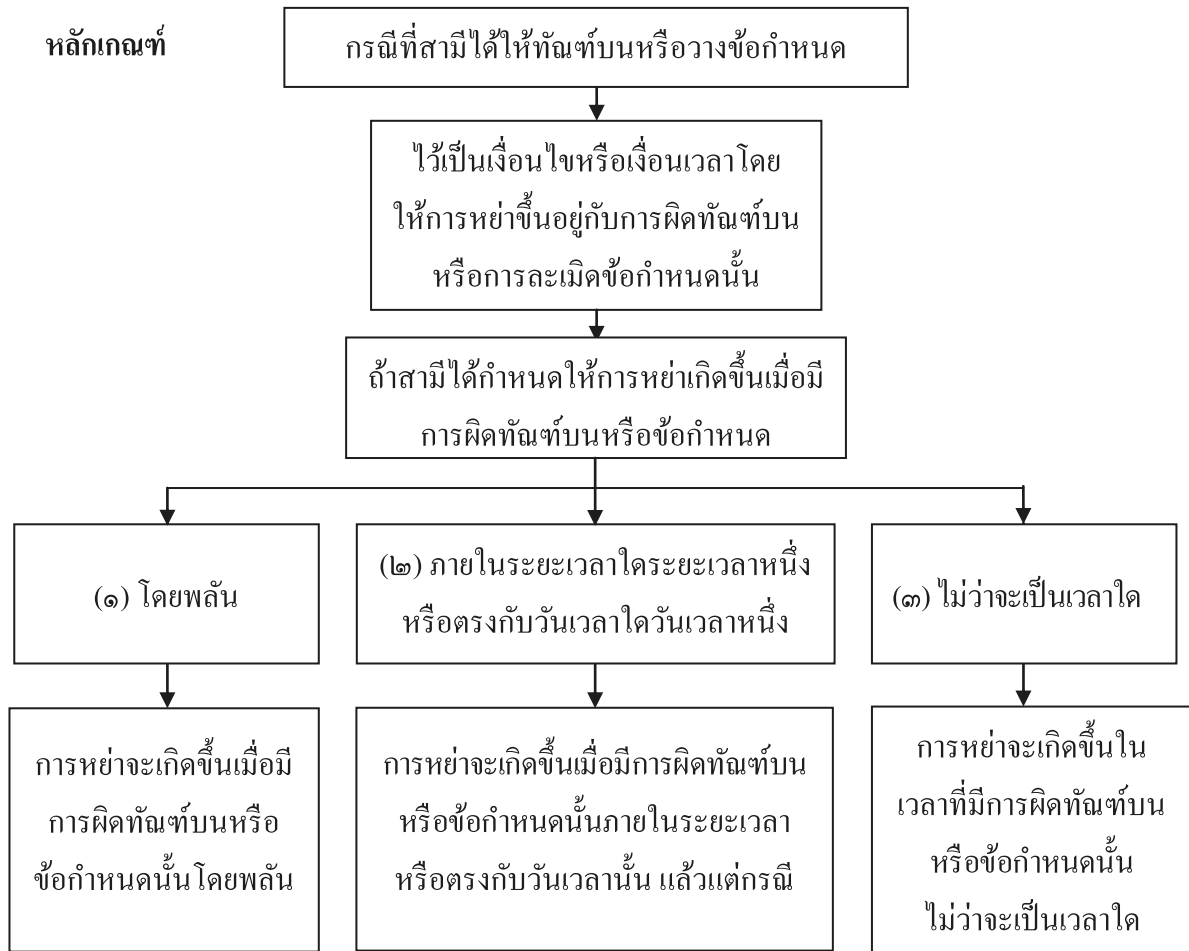 หลักเกณฑ์
กรณีที่สามีได้ให้ทัณฑ์บนหรือวางข้อกำหนด
ไว้เป็นเงื่อนไขหรือเงื่อนเวลาโดย
ให้การหย่าขึ้นอยู่กับการผิดทัณฑ์บน
หรือการละเมิดข้อกำหนดนั้น
ถ้าสามีได้กำหนดให้การหย่าเกิดขึ้นเมื่อมี
การผิดทัณฑ์บนหรือข้อกำหนด
(๑) โดยพลัน
(๒) ภายในระยะเวลาใดระยะเวลาหนึ่ง
หรือตรงกับวันเวลาใดวันเวลาหนึ่ง
(๓) ไม่ว่าจะเป็นเวลาใด
การหย่าจะเกิดขึ้นเมื่อมี
การผิดทัณฑ์บนหรือ
ข้อกำหนดนั้นโดยพลัน
การหย่าจะเกิดขึ้นเมื่อมีการผิดทัณฑ์บน
หรือข้อกำหนดนั้นภายในระยะเวลา
หรือตรงกับวันเวลานั้น แล้วแต่กรณี
การหย่าจะเกิดขึ้นใน
เวลาที่มีการผิดทัณฑ์บน
หรือข้อกำหนดนั้น
ไม่ว่าจะเป็นเวลาใด